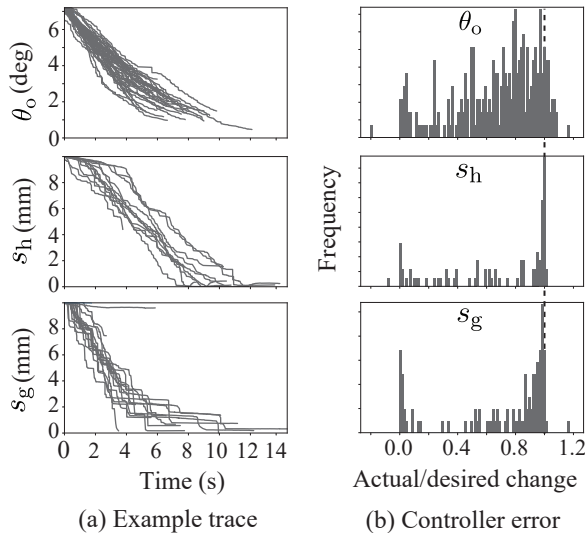 θo (deg)
6
4
2
0
sh (mm)
8
6
4
2
0
sg (mm)
8
6
4
2
0
0 2 4 6 8 10 12 14
Time (s)
(a) Example trace
θo
sh
sg
Frequency
0.0 0.4 0.8 1.2
Actual/desired change
(b) Controller error